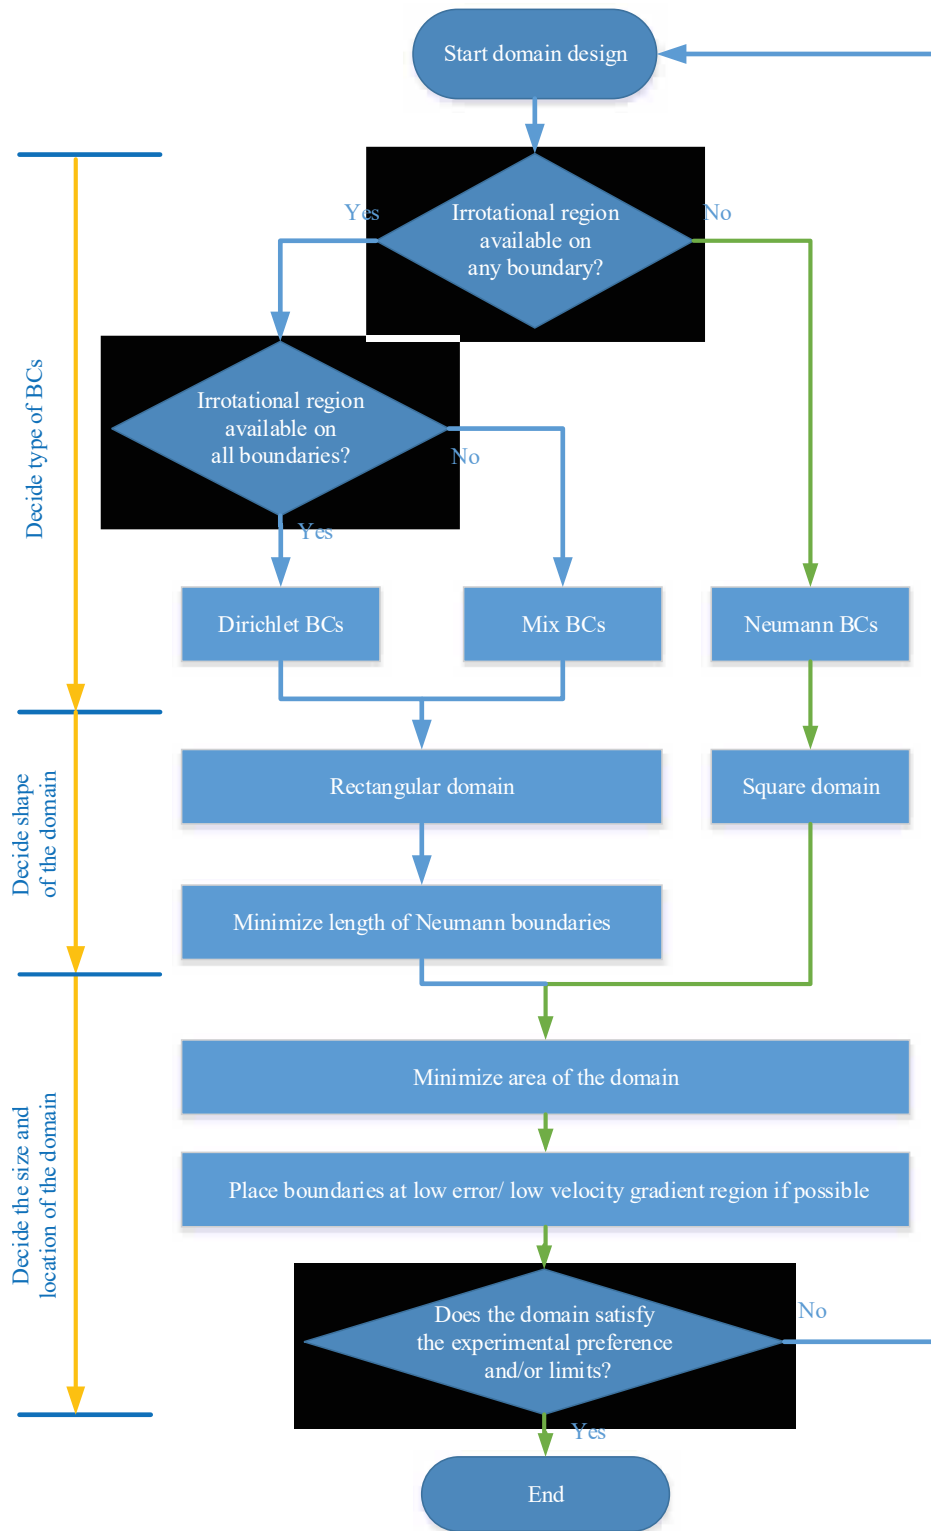 Start domain design
Yes
Irrotational region
available on
any boundary?
No
Decide type of BCs
Irrotational region
available on
all boundaries?
No
Yes
Dirichlet BCs
Mix BCs
Neumann BCs
Decide shape
of the domain
Rectangular domain
Square domain
Minimize length of Neumann boundaries
Decide the size and
location of the domain
Minimize area of the domain
Place boundaries at low error/ low velocity gradient region if possible
Does the domain satisfy
the experimental preference
and/or limits?
No
Yes
End